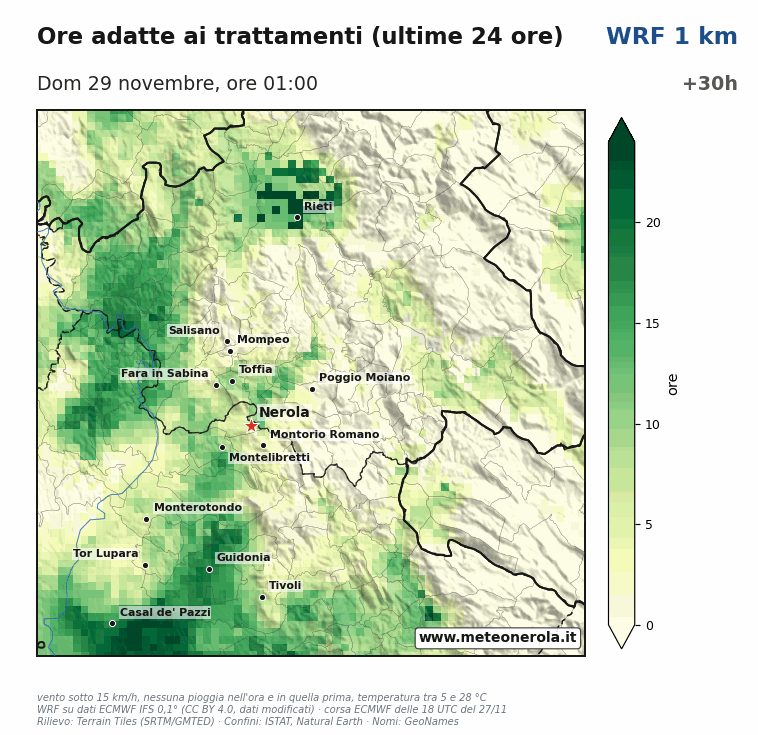 Ore adatte ai trattamenti (ultime 24 ore)
WRF 1 km
Dom 29 novembre, ore 01:00
+30h
Rieti
Salisano
Mompeo
Toffia
Fara in Sabina
Poggio Moiano
Nerola
Montorio Romano
Montelibretti
Monterotondo
Tor Lupara
Guidonia
Tivoli
Casal de' Pazzi
www.meteonerola.it
20
15
10
5
0
ore
vento sotto 15 km/h, nessuna pioggia nell'ora e in quella prima, temperatura tra 5 e 28 °C
WRF su dati ECMWF IFS 0,1° (CC BY 4.0, dati modificati) · corsa ECMWF delle 18 UTC del 27/11
Rilievo: Terrain Tiles (SRTM/GMTED) · Confini: ISTAT, Natural Earth · Nomi: GeoNames